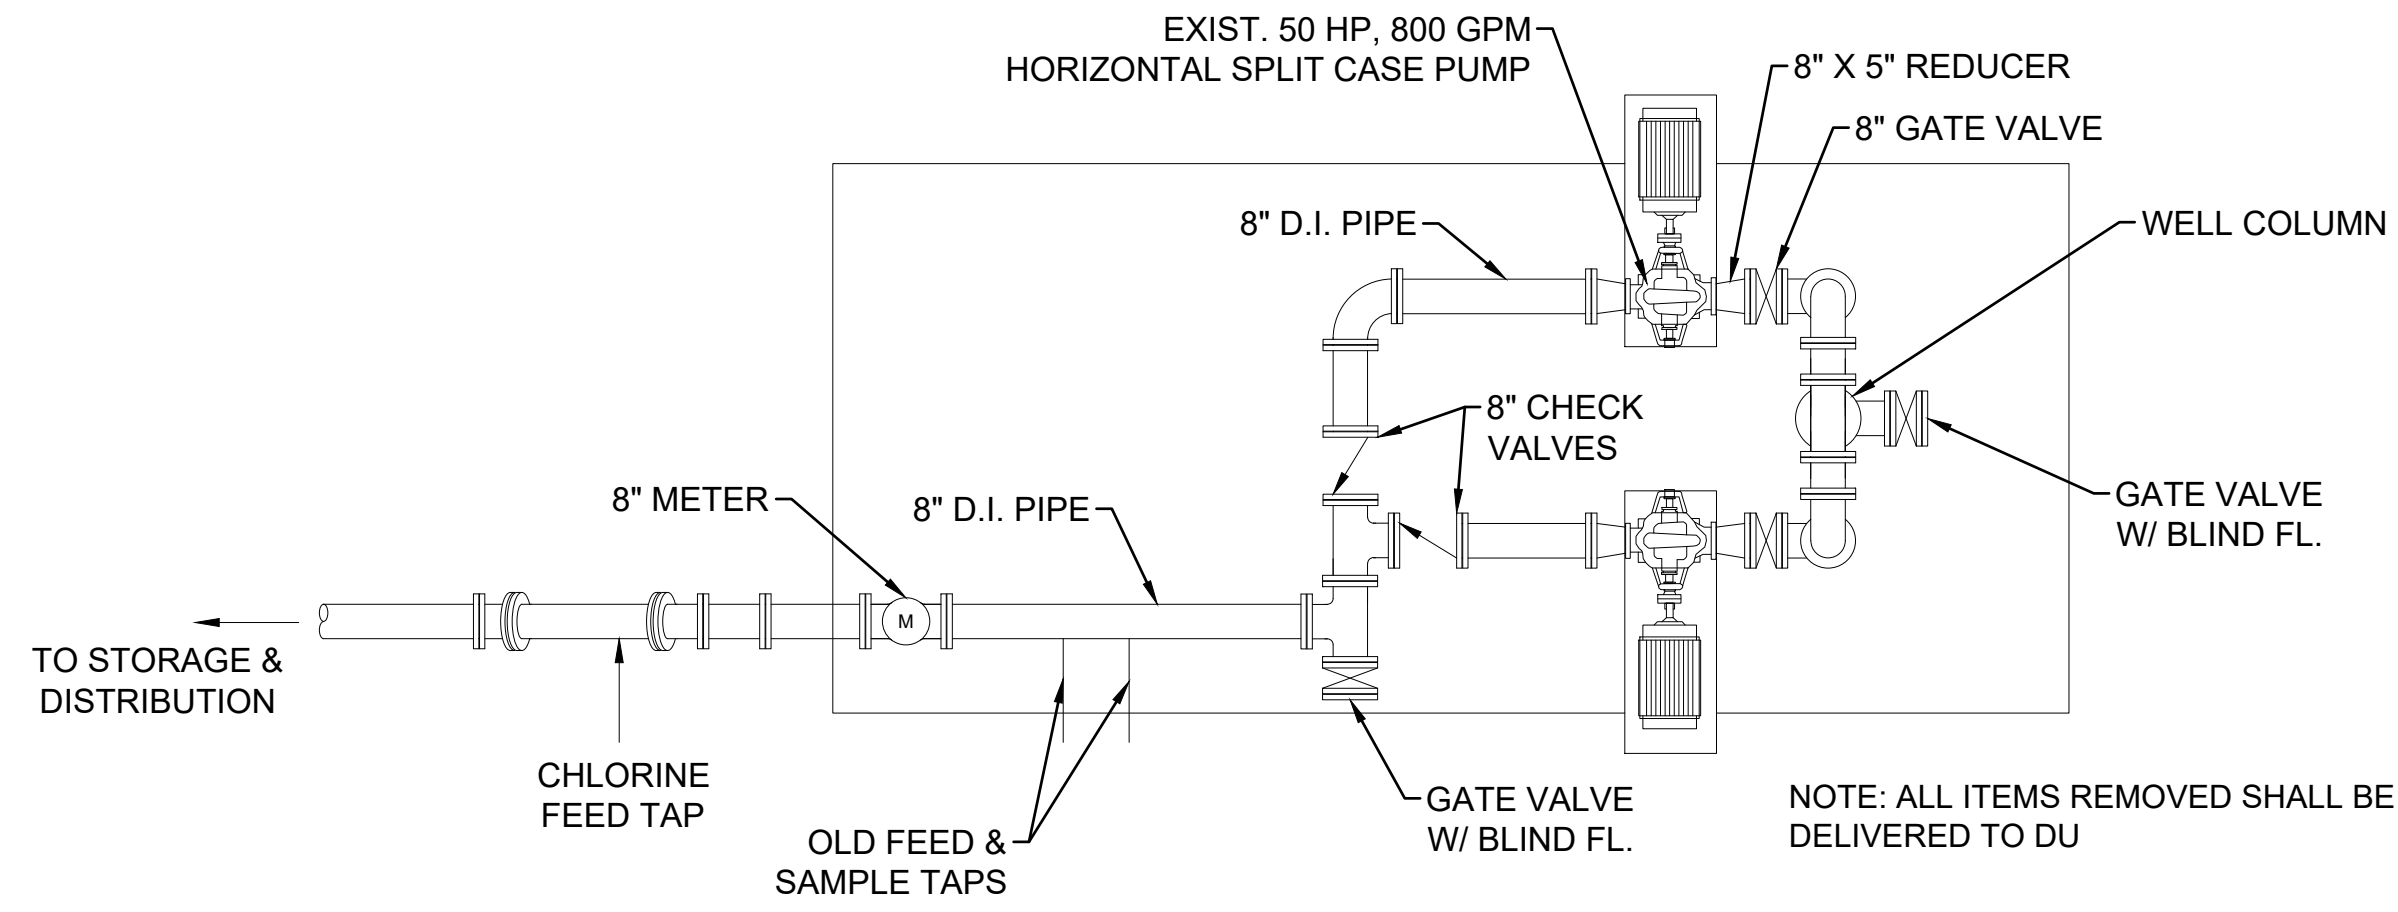 EXIST. 50 HP, 800 GPM
HORIZONTAL SPLIT CASE PUMP
8" X 5" REDUCER
8" GATE VALVE
8" D.I. PIPE
WELL COLUMN
8" CHECK
VALVES
8" METER
8" D.I. PIPE
GATE VALVE
W/ BLIND FL.
M
TO STORAGE &
DISTRIBUTION
CHLORINE
FEED TAP
OLD FEED &
SAMPLE TAPS
GATE VALVE
W/ BLIND FL.
NOTE: ALL ITEMS REMOVED SHALL BE
DELIVERED TO DU